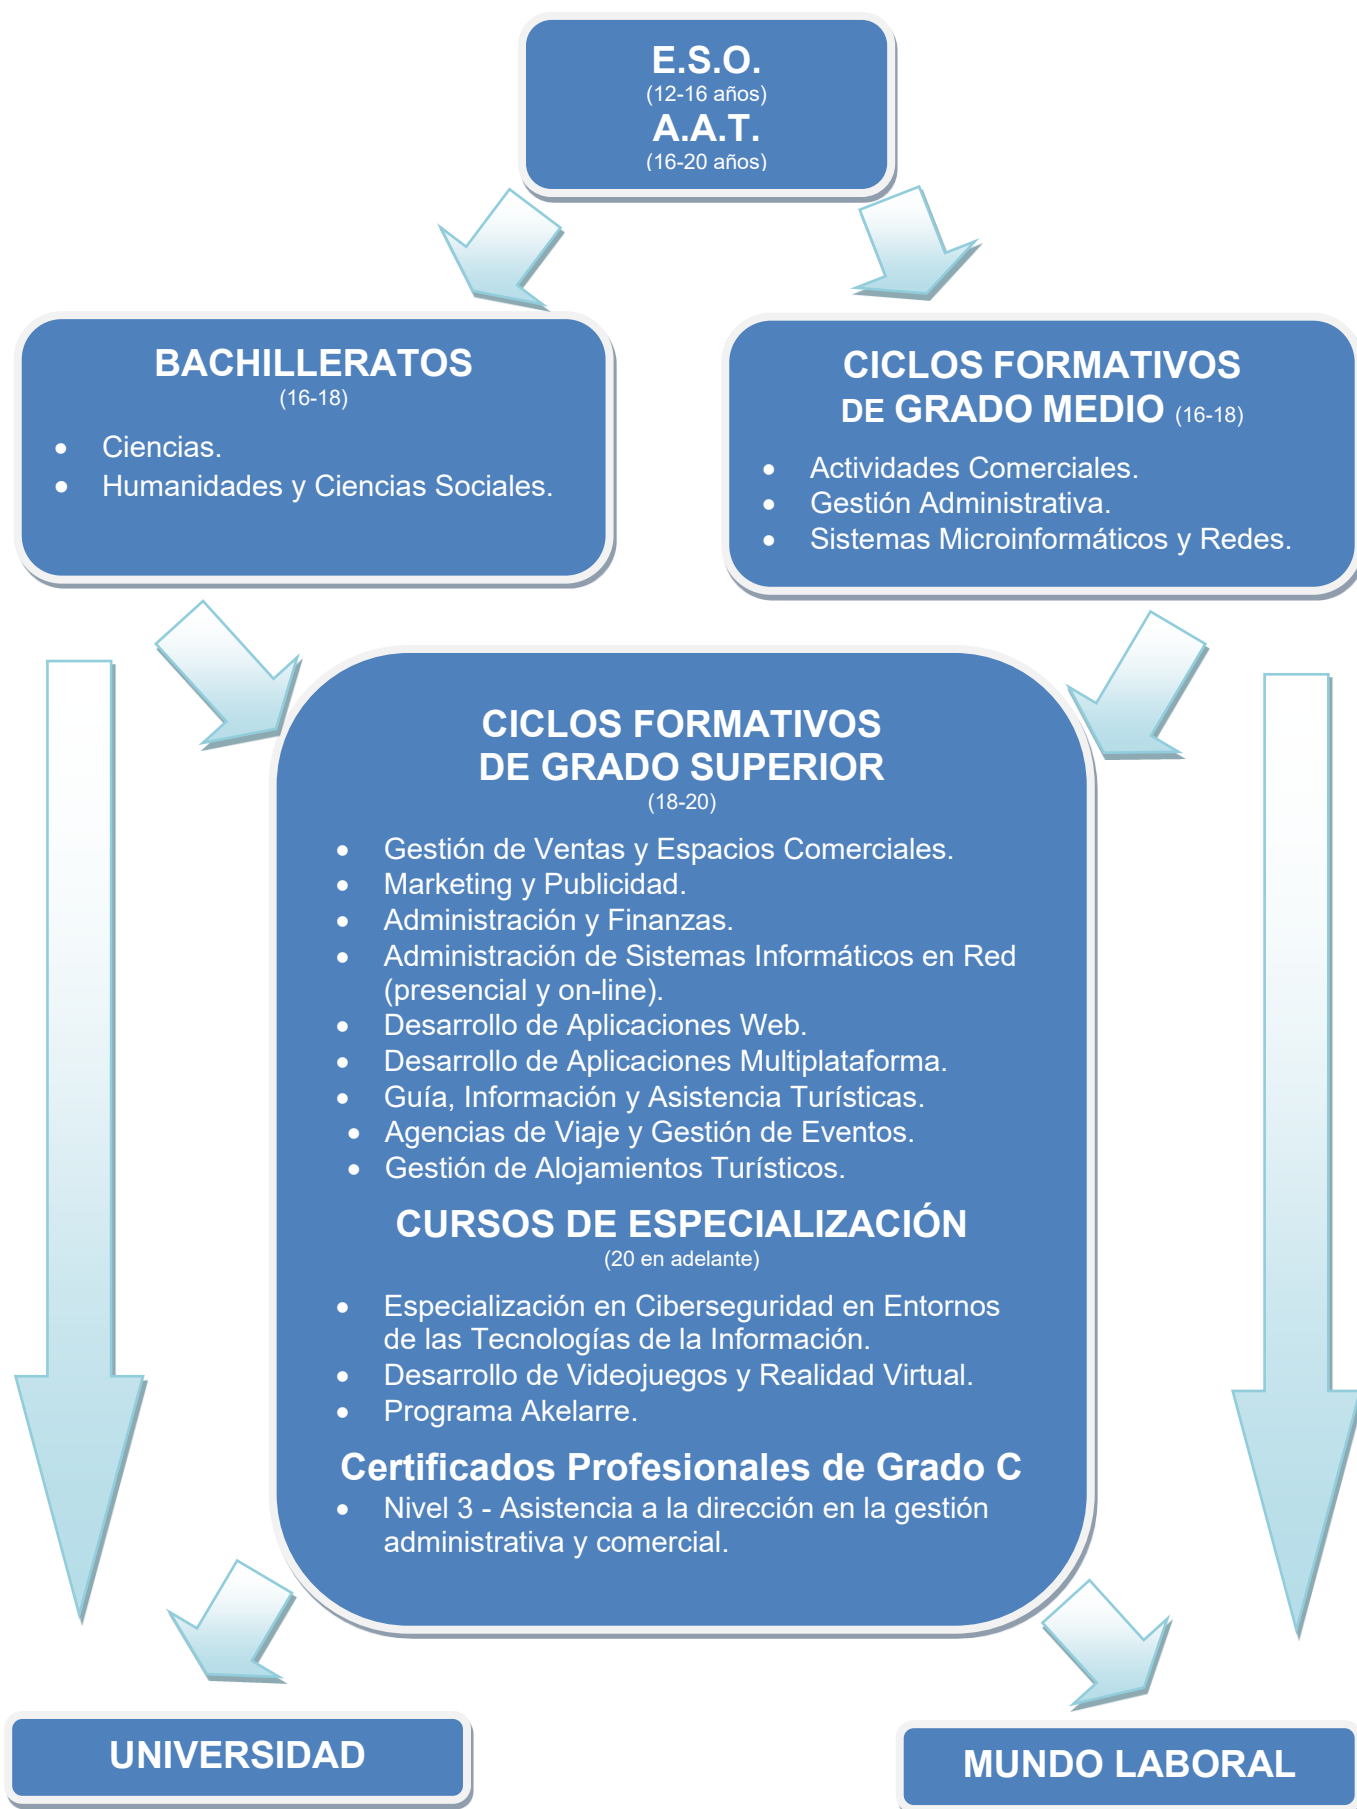 E.S.O.
(12-16 años)
A.A.T.
(16-20 años)
BACHILLERATOS
(16-18)
• Ciencias.
• Humanidades y Ciencias Sociales.
CICLOS FORMATIVOS
DE GRADO MEDIO (16-18)
• Actividades Comerciales.
• Gestión Administrativa.
• Sistemas Microinformáticos y Redes.
CICLOS FORMATIVOS
DE GRADO SUPERIOR
(18-20)
• Gestión de Ventas y Espacios Comerciales.
• Marketing y Publicidad.
• Administración y Finanzas.
• Administración de Sistemas Informáticos en Red
(presencial y on-line).
• Desarrollo de Aplicaciones Web.
• Desarrollo de Aplicaciones Multiplataforma.
• Guía, Información y Asistencia Turísticas.
• Agencias de Viaje y Gestión de Eventos.
• Gestión de Alojamientos Turísticos.
CURSOS DE ESPECIALIZACIÓN
(20 en adelante)
• Especialización en Ciberseguridad en Entornos
de las Tecnologías de la Información.
• Desarrollo de Videojuegos y Realidad Virtual.
• Programa Akelarre.
Certificados Profesionales de Grado C
• Nivel 3 - Asistencia a la dirección en la gestión
administrativa y comercial.
UNIVERSIDAD
MUNDO LABORAL